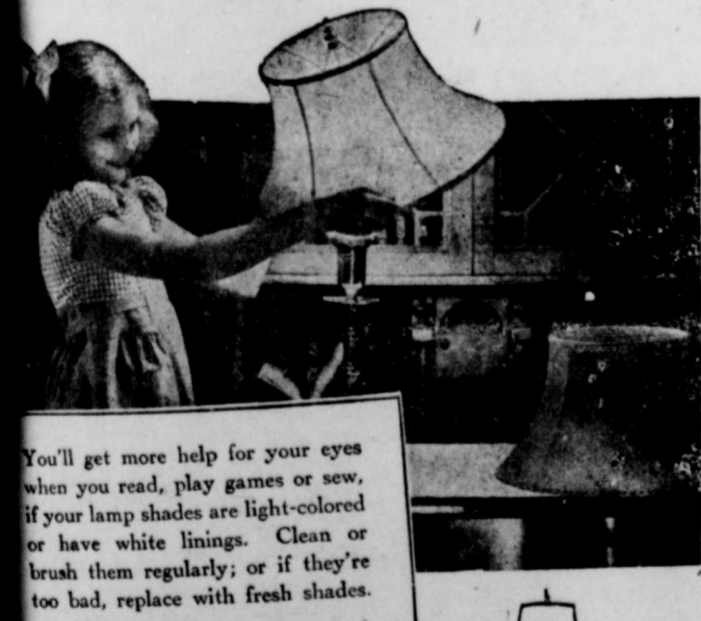 You'll get more help for your eyes
when you read, play games or sew,
if your lamp shades are light-colored
or have white linings. Clean or
brush them regularly; or if they're
too bad, replace with fresh shades.